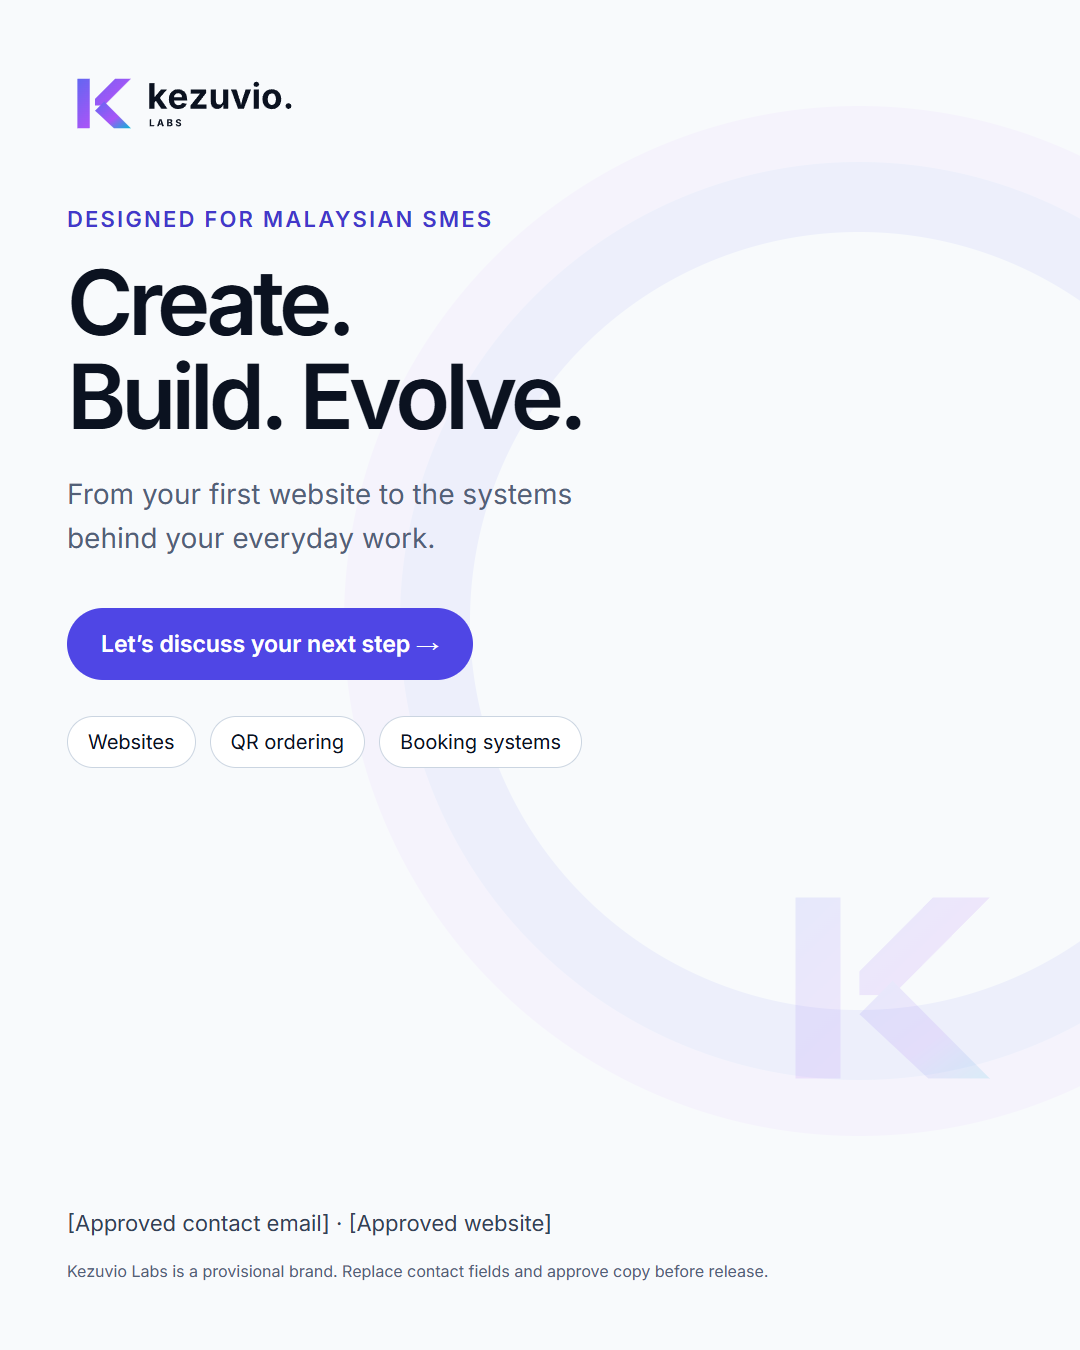 kezuvio.
LABS
DESIGNED FOR MALAYSIAN SMES
Create.
Build. Evolve.
From your first website to the systems
behind your everyday work.
Let’s discuss your next step →
Websites
QR ordering
Booking systems
[Approved contact email] · [Approved website]
Kezuvio Labs is a provisional brand. Replace contact fields and approve copy before release.